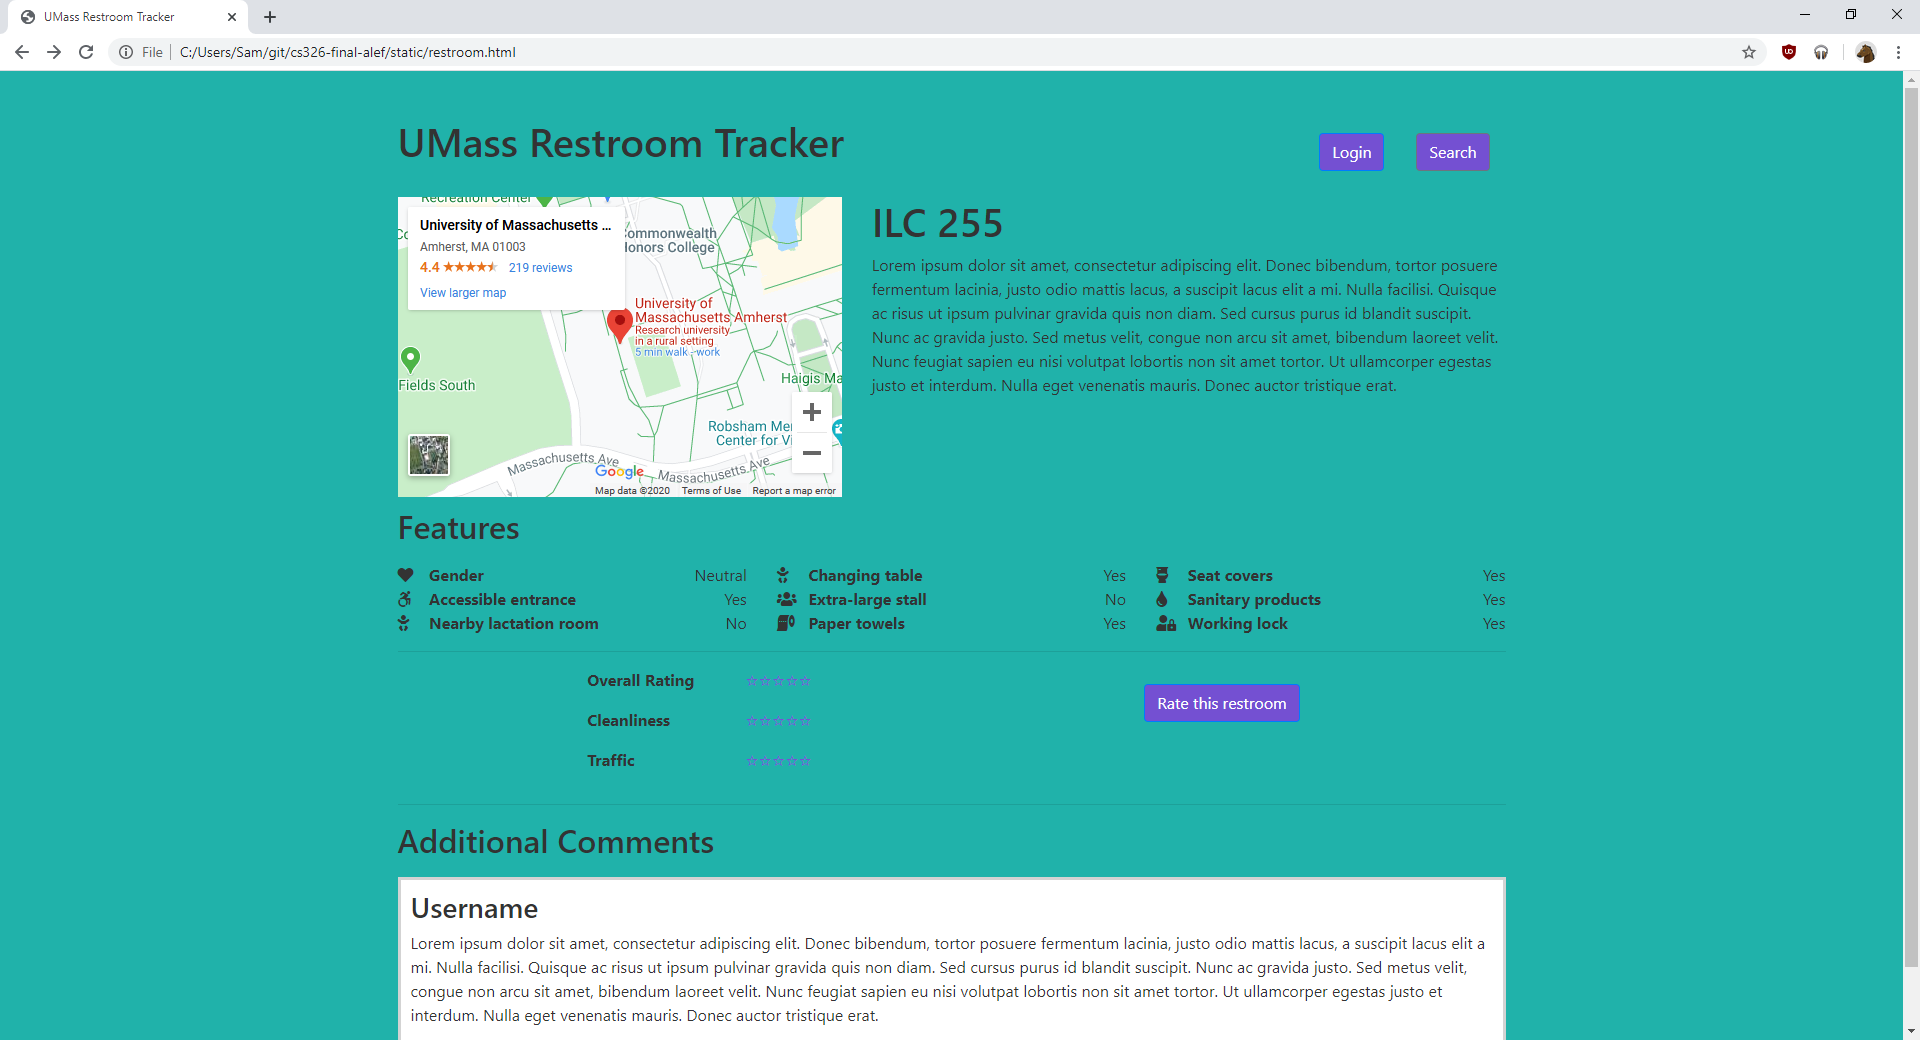 UMass Restroom Tracker
File
C:/Users/Sam/git/cs326-final-alef/static/restroom.html
UMass Restroom Tracker
Login
Search
Recreation Center
University of Massachusetts ...
Amherst, MA 01003
4.4
219 reviews
View larger map
Commonwealth
Honors College
University of
Massachusetts Amherst
Research university
in a rural setting
5 min walk - work
Fields South
Haigis Ma
Robsham Me
Center for Vi
Massachusetts Ave
Massachusetts Ave
Google
Map data ©2020
Terms of Use
Report a map error
ILC 255
Lorem ipsum dolor sit amet, consectetur adipiscing elit. Donec bibendum, tortor posuere
fermentum lacinia, justo odio mattis lacus, a suscipit lacus elit a mi. Nulla facilisi. Quisque
ac risus ut ipsum pulvinar gravida quis non diam. Sed cursus purus id blandit suscipit.
Nunc ac gravida justo. Sed metus velit, congue non arcu sit amet, bibendum laoreet velit.
Nunc feugiat sapien eu nisi volutpat lobortis non sit amet tortor. Ut ullamcorper egestas
justo et interdum. Nulla eget venenatis mauris. Donec auctor tristique erat.
Features
Gender Neutral
Accessible entrance Yes
Nearby lactation room No
Changing table Yes
Extra-large stall No
Paper towels Yes
Seat covers Yes
Sanitary products Yes
Working lock Yes
Overall Rating ☆☆☆☆☆
Cleanliness ☆☆☆☆☆
Traffic ☆☆☆☆☆
Rate this restroom
Additional Comments
Username
Lorem ipsum dolor sit amet, consectetur adipiscing elit. Donec bibendum, tortor posuere fermentum lacinia, justo odio mattis lacus, a suscipit lacus elit a
mi. Nulla facilisi. Quisque ac risus ut ipsum pulvinar gravida quis non diam. Sed cursus purus id blandit suscipit. Nunc ac gravida justo. Sed metus velit,
congue non arcu sit amet, bibendum laoreet velit. Nunc feugiat sapien eu nisi volutpat lobortis non sit amet tortor. Ut ullamcorper egestas justo et
interdum. Nulla eget venenatis mauris. Donec auctor tristique erat.